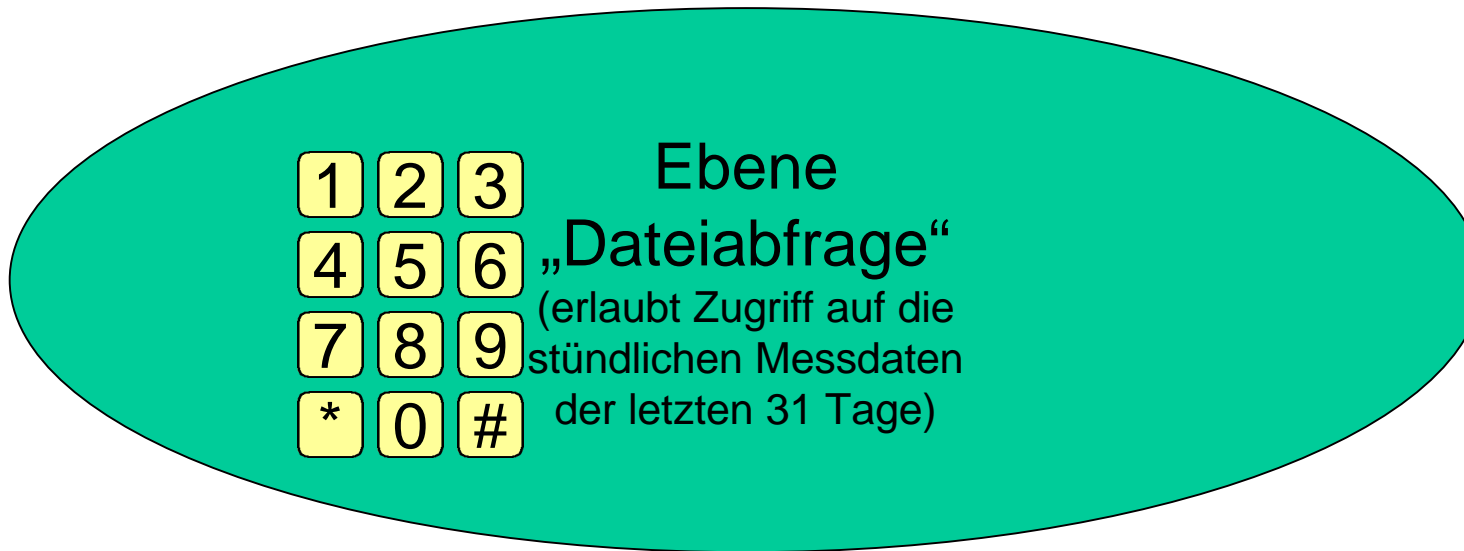 1 2 3
4 5 6
7 8 9
* 0 #
Ebene
„Dateiabfrage“
(erlaubt Zugriff auf die
stündlichen Messdaten
der letzten 31 Tage)